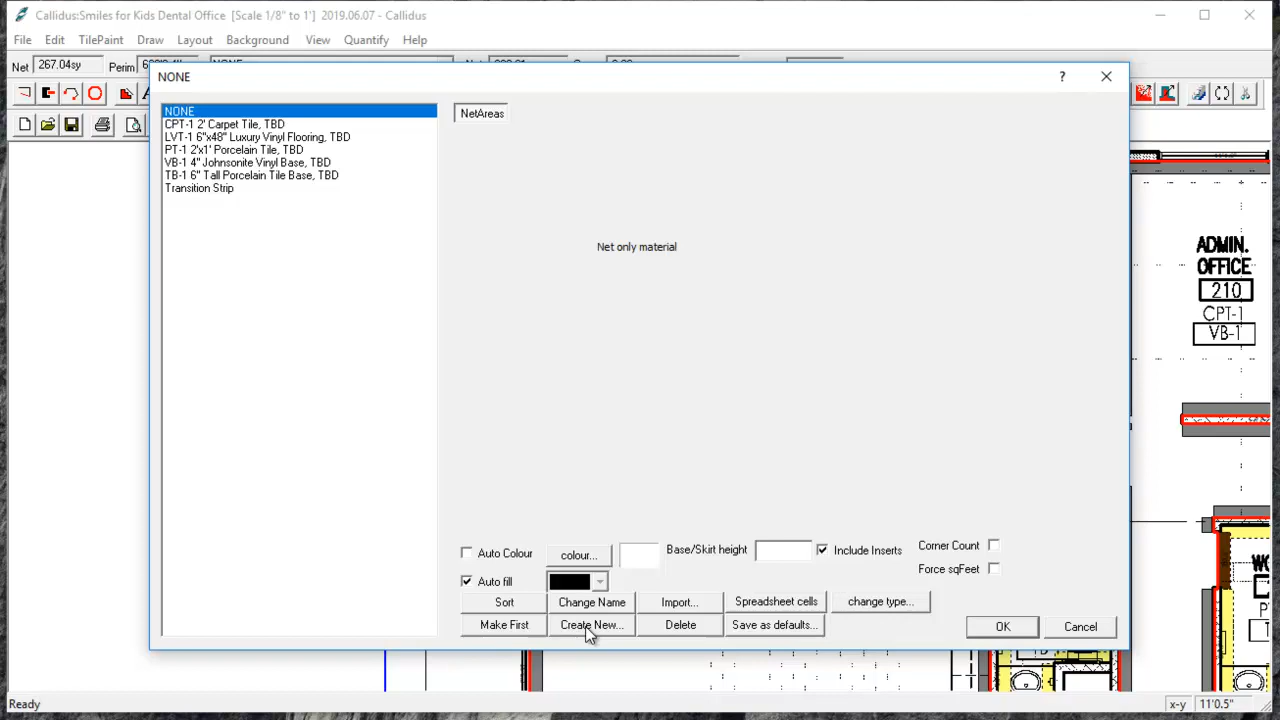 Callidus:Smiles for Kids Dental Office [Scale 1/8" to 1'] 2019.06.07 - Callidus
File Edit TilePaint Draw Layout Background View Quantify Help
Net 267.04sy Perim
NONE ?
NONE
CPT-1 2' Carpet Tile, TBD
LVT-1 6"x48" Luxury Vinyl Flooring, TBD
PT-1 2'x1' Porcelain Tile, TBD
VB-1 4" Johnsonite Vinyl Base, TBD
TB-1 6" Tall Porcelain Tile Base, TBD
Transition Strip
NetAreas
Net only material
Auto Colour colour... Base/Skirt height Include Inserts Corner Count
Auto fill Force sqFeet
Sort Change Name Import... Spreadsheet cells change type...
Make First Create New... Delete Save as defaults... OK Cancel
ADMIN.
OFFICE
210
CPT-1
VB-1
Ready x-y 11'0.5"